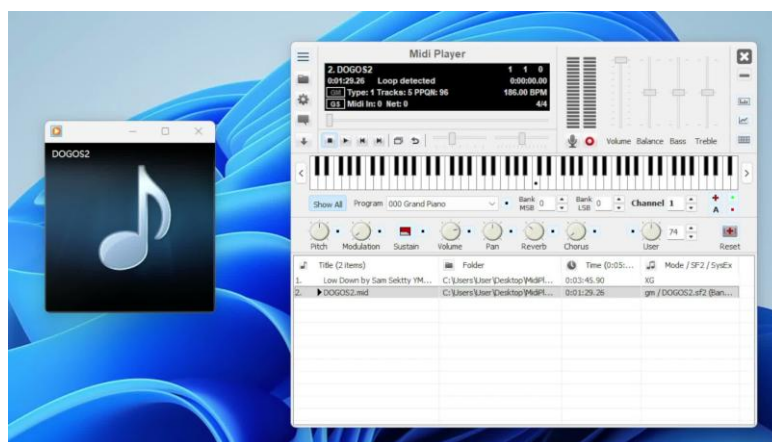 DOGOS2
Midi Player
2. DOGOS2 1 1 0
0:01:29.26 Loop detected 0:00:00.00
GM Type: 1 Tracks: 5 PPQN: 96 186.00 BPM
GS Midi In: 0 Net: 0 4/4
Volume Balance Bass Treble
Show All Program 000 Grand Piano Bank MSB 0 Bank LSB 0 Channel 1 A
Pitch Modulation Sustain Volume Pan Reverb Chorus User 74 Reset
Title (2 items) Folder Time (0:05:... Mode / SF2 / SysEx
1. Low Down by Sam Sektty YM... C:\Users\User\Desktop\MidiPl... 0:03:45.90 XG
2. DOGOS2.mid C:\Users\User\Desktop\MidiPl... 0:01:29.26 gm / DOGOS2.sf2 (Ban...